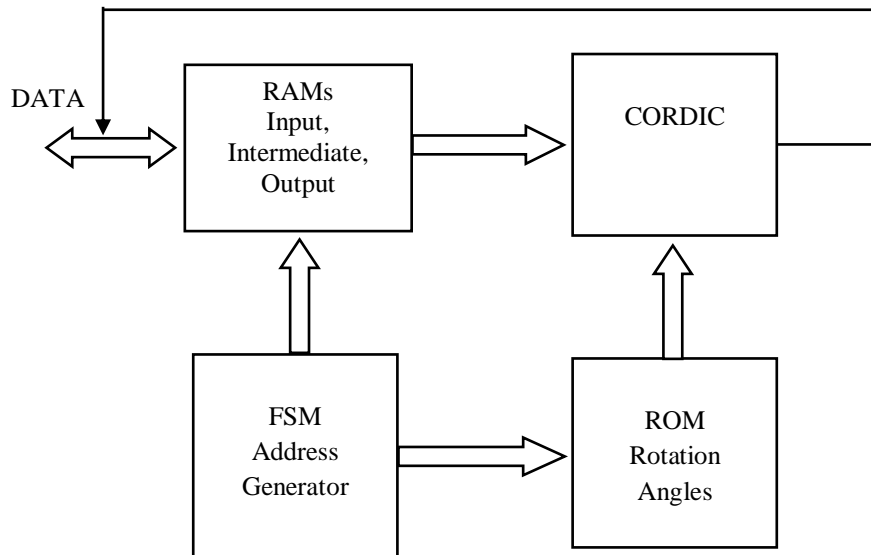 DATA
RAMs
Input,
Intermediate,
Output
CORDIC
FSM
Address
Generator
ROM
Rotation
Angles